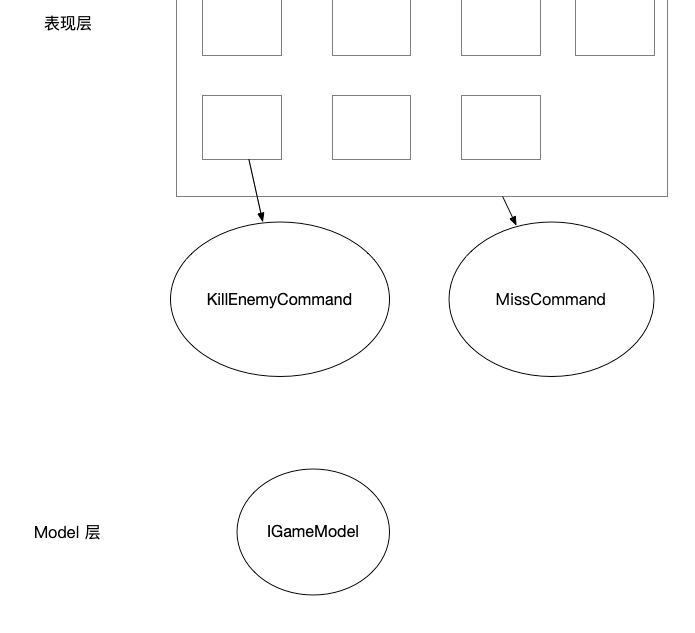 表现层
KillEnemyCommand
MissCommand
Model 层
IGameModel